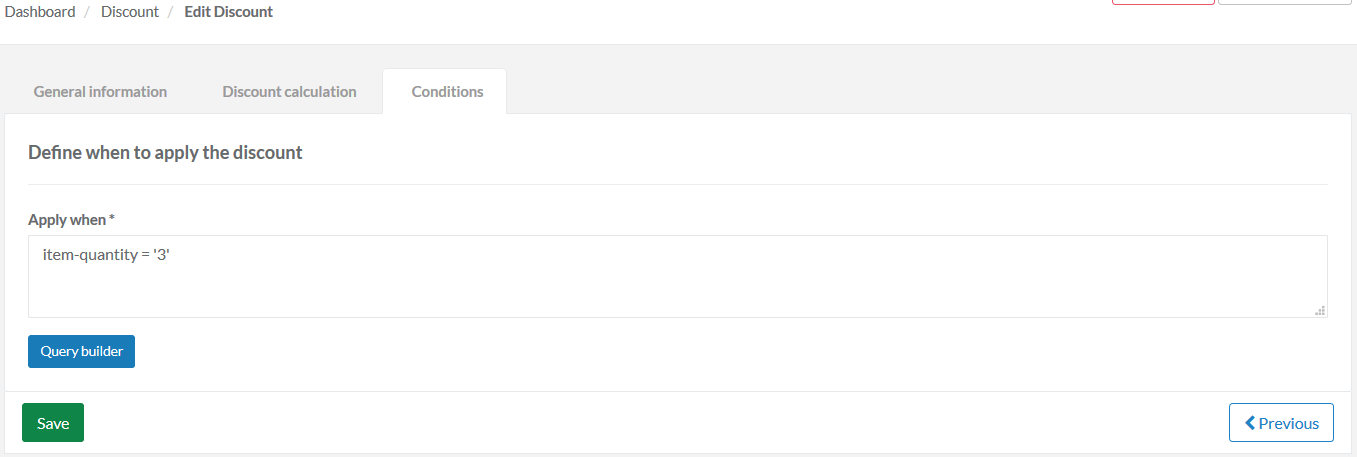 Dashboard / Discount / Edit Discount
General information Discount calculation Conditions
Define when to apply the discount
Apply when *
item-quantity = '3'
Query builder
Save Previous